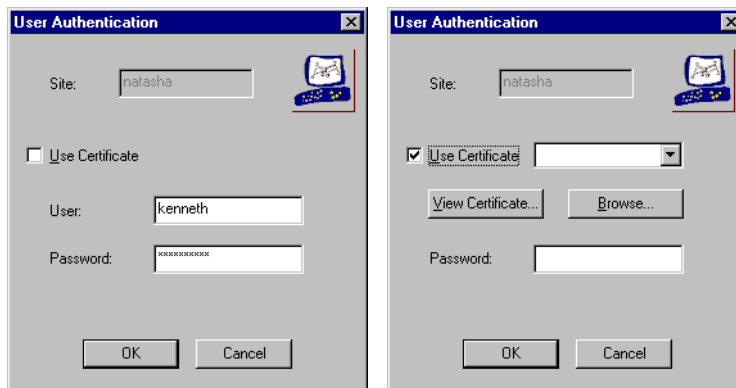 User Authentication
Site: natasha
Use Certificate
User: kenneth
Password: **********
OK Cancel
User Authentication
Site: natasha
Use Certificate
View Certificate... Browse...
Password:
OK Cancel